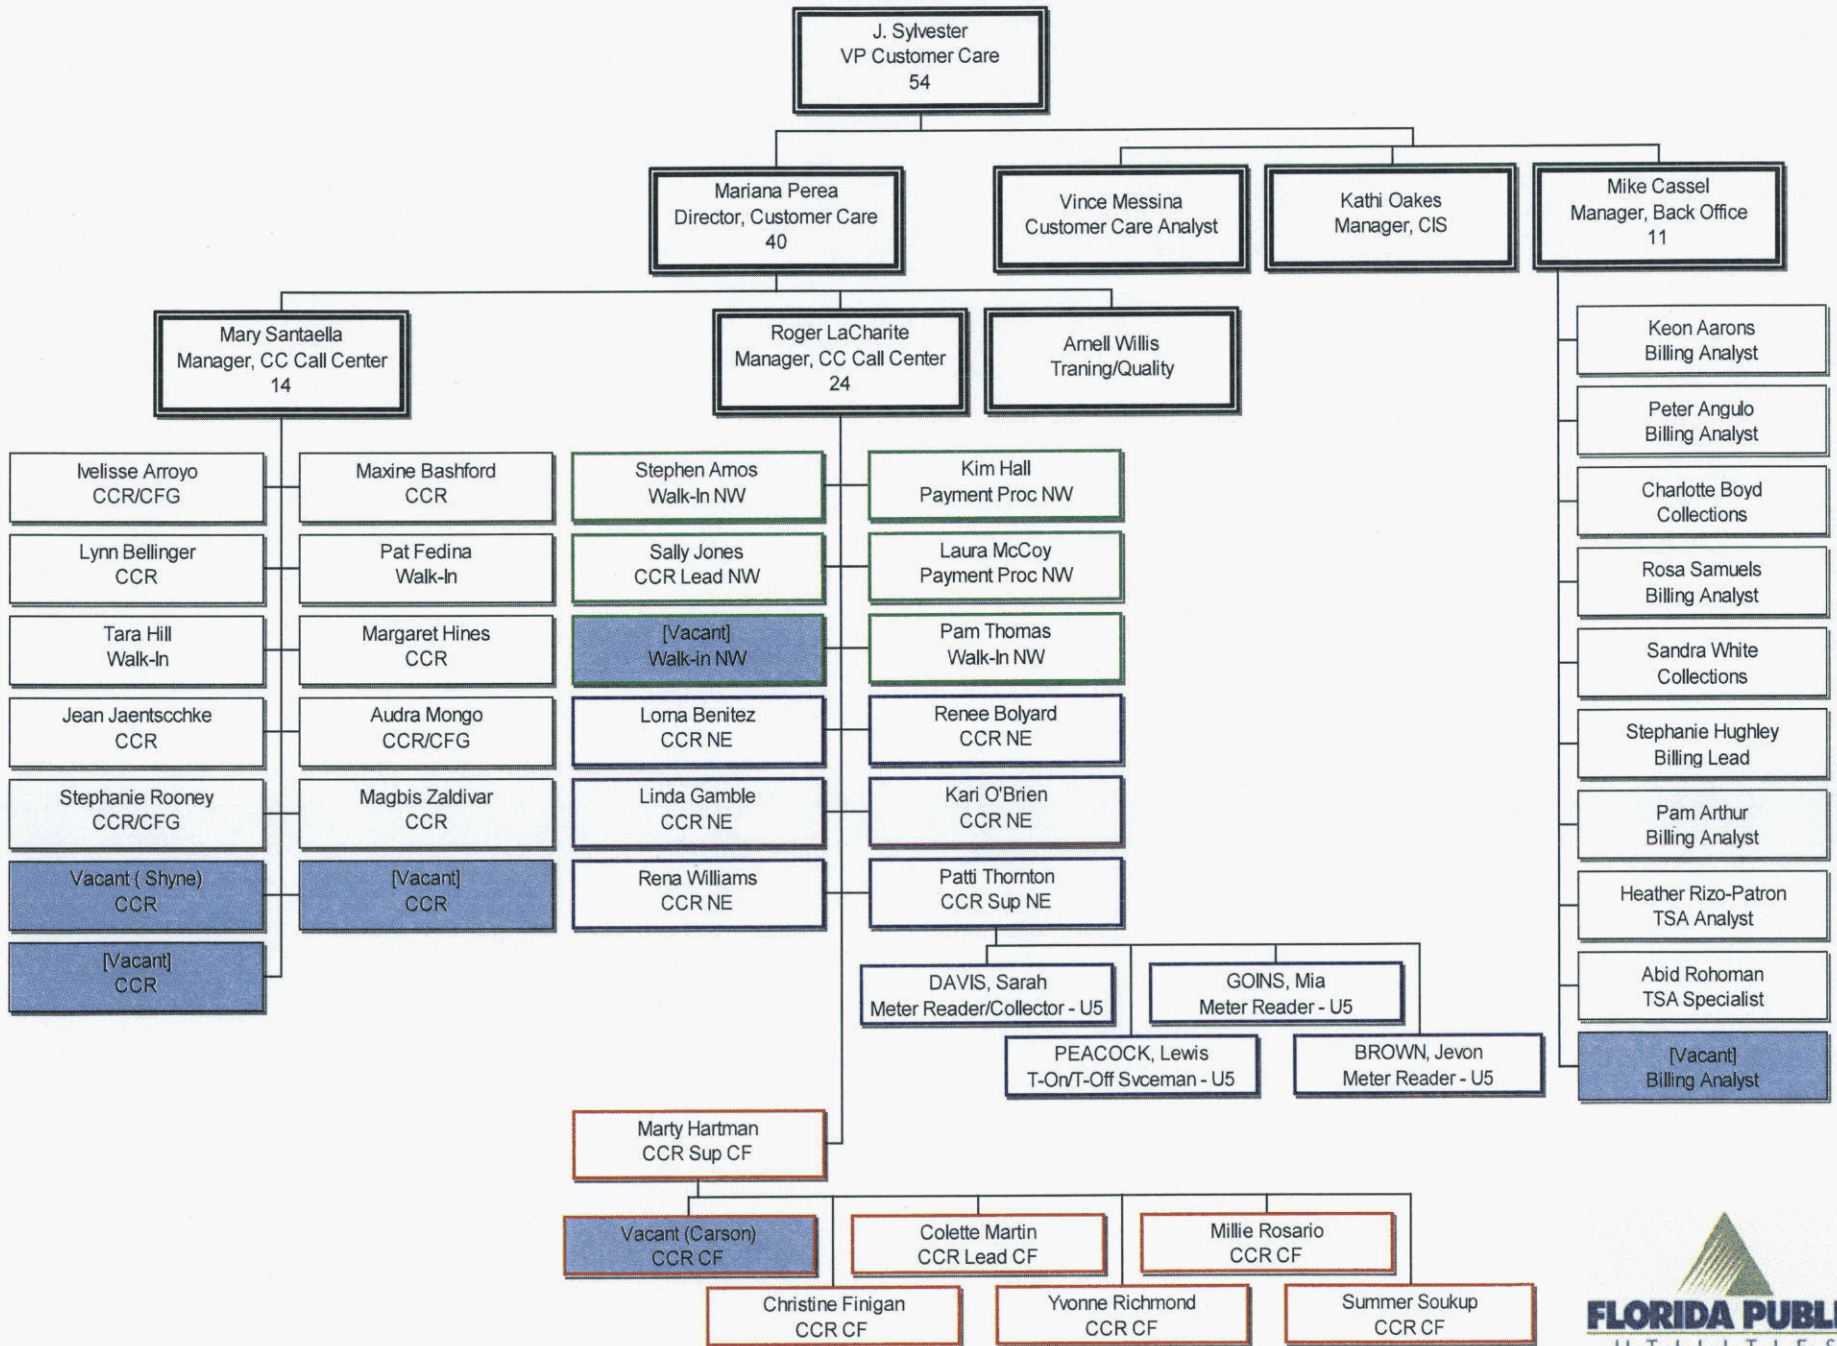 J. Sylvester
VP Customer Care
54
Mariana Perea
Director, Customer Care
40
Vince Messina
Customer Care Analyst
Kathi Oakes
Manager, CIS
Mike Cassel
Manager, Back Office
11
Mary Santaella
Manager, CC Call Center
14
Roger LaCharite
Manager, CC Call Center
24
Arnell Willis
Traning/Quality
Ivelisse Arroyo
CCR/CFG
Maxine Bashford
CCR
Lynn Bellinger
CCR
Pat Fedina
Walk-In
Tara Hill
Walk-In
Margaret Hines
CCR
Jean Jaentscchke
CCR
Audra Mongo
CCR/CFG
Stephanie Rooney
CCR/CFG
Magbis Zaldivar
CCR
Vacant ( Shyne)
CCR
[Vacant]
CCR
[Vacant]
CCR
Stephen Amos
Walk-In NW
Kim Hall
Payment Proc NW
Sally Jones
CCR Lead NW
Laura McCoy
Payment Proc NW
[Vacant]
Walk-in NW
Pam Thomas
Walk-In NW
Lorna Benitez
CCR NE
Renee Bolyard
CCR NE
Linda Gamble
CCR NE
Kari O'Brien
CCR NE
Rena Williams
CCR NE
Patti Thornton
CCR Sup NE
DAVIS, Sarah
Meter Reader/Collector - U5
GOINS, Mia
Meter Reader - U5
PEACOCK, Lewis
T-On/T-Off Svceman - U5
BROWN, Jevon
Meter Reader - U5
Marty Hartman
CCR Sup CF
Vacant (Carson)
CCR CF
Colette Martin
CCR Lead CF
Millie Rosario
CCR CF
Christine Finigan
CCR CF
Yvonne Richmond
CCR CF
Summer Soukup
CCR CF
Keon Aarons
Billing Analyst
Peter Angulo
Billing Analyst
Charlotte Boyd
Collections
Rosa Samuels
Billing Analyst
Sandra White
Collections
Stephanie Hughley
Billing Lead
Pam Arthur
Billing Analyst
Heather Rizo-Patron
TSA Analyst
Abid Rohoman
TSA Specialist
[Vacant]
Billing Analyst
FLORIDA PUBLI
UTILITIES